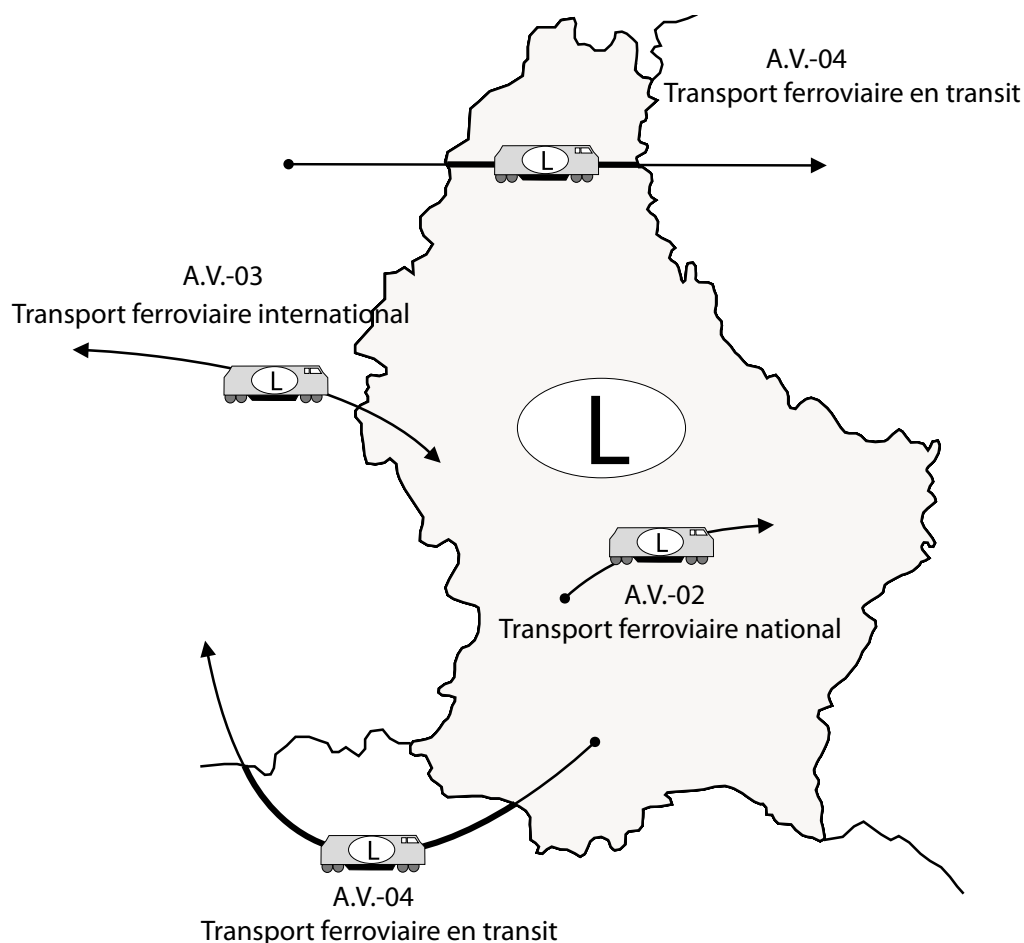 A.V.-04
Transport ferroviaire en transit
L
A.V.-03
Transport ferroviaire international
L
L
L
A.V.-02
Transport ferroviaire national
L
A.V.-04
Transport ferroviaire en transit